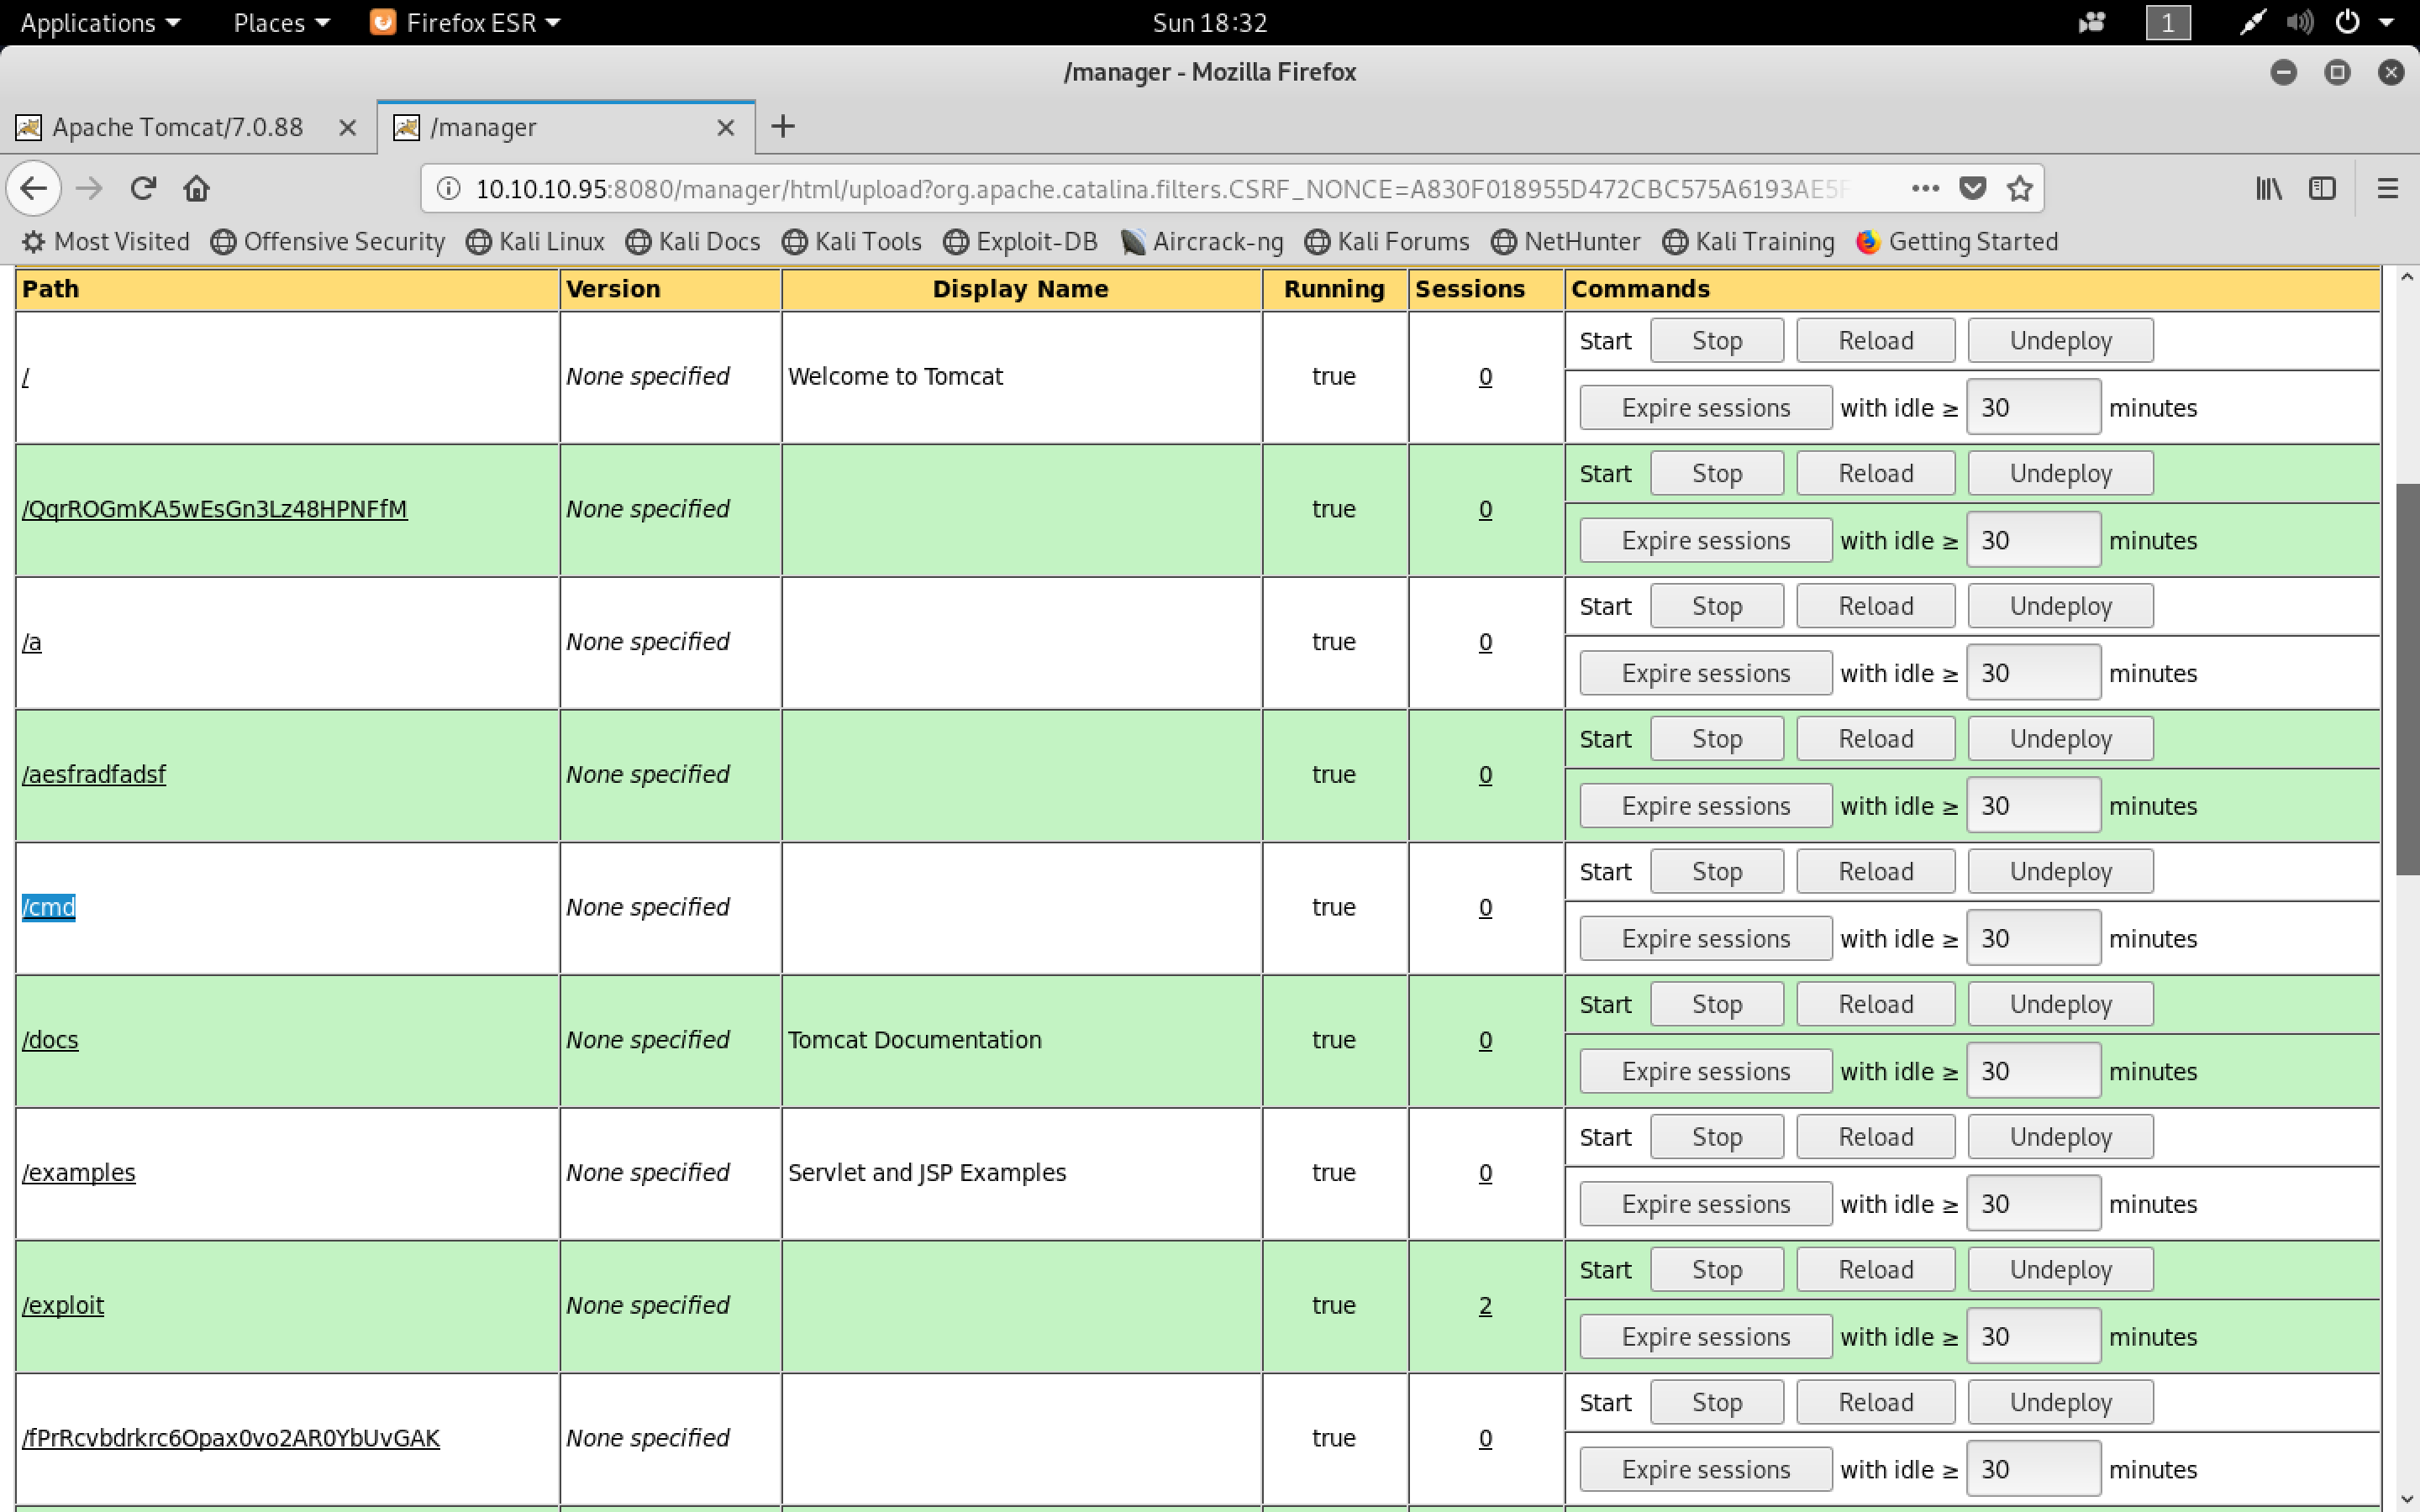 Applications Places Firefox ESR Sun 18:32 1
/manager - Mozilla Firefox
Apache Tomcat/7.0.88 /manager
10.10.10.95:8080/manager/html/upload?org.apache.catalina.filters.CSRF_NONCE=A830F018955D472CBC575A6193AE5F
Most Visited Offensive Security Kali Linux Kali Docs Kali Tools Exploit-DB Aircrack-ng Kali Forums NetHunter Kali Training Getting Started
Path Version Display Name Running Sessions Commands
Start Stop Reload Undeploy
/ None specified Welcome to Tomcat true 0
Expire sessions with idle ≥ 30 minutes
Start Stop Reload Undeploy
/QqrROGmKA5wEsGn3Lz48HPNFfM None specified true 0
Expire sessions with idle ≥ 30 minutes
Start Stop Reload Undeploy
/a None specified true 0
Expire sessions with idle ≥ 30 minutes
Start Stop Reload Undeploy
/aesfradfadsf None specified true 0
Expire sessions with idle ≥ 30 minutes
Start Stop Reload Undeploy
/cmd None specified true 0
Expire sessions with idle ≥ 30 minutes
Start Stop Reload Undeploy
/docs None specified Tomcat Documentation true 0
Expire sessions with idle ≥ 30 minutes
Start Stop Reload Undeploy
/examples None specified Servlet and JSP Examples true 0
Expire sessions with idle ≥ 30 minutes
Start Stop Reload Undeploy
/exploit None specified true 2
Expire sessions with idle ≥ 30 minutes
Start Stop Reload Undeploy
/fPrRcvbdrkrc6Opax0vo2AR0YbUvGAK None specified true 0
Expire sessions with idle ≥ 30 minutes